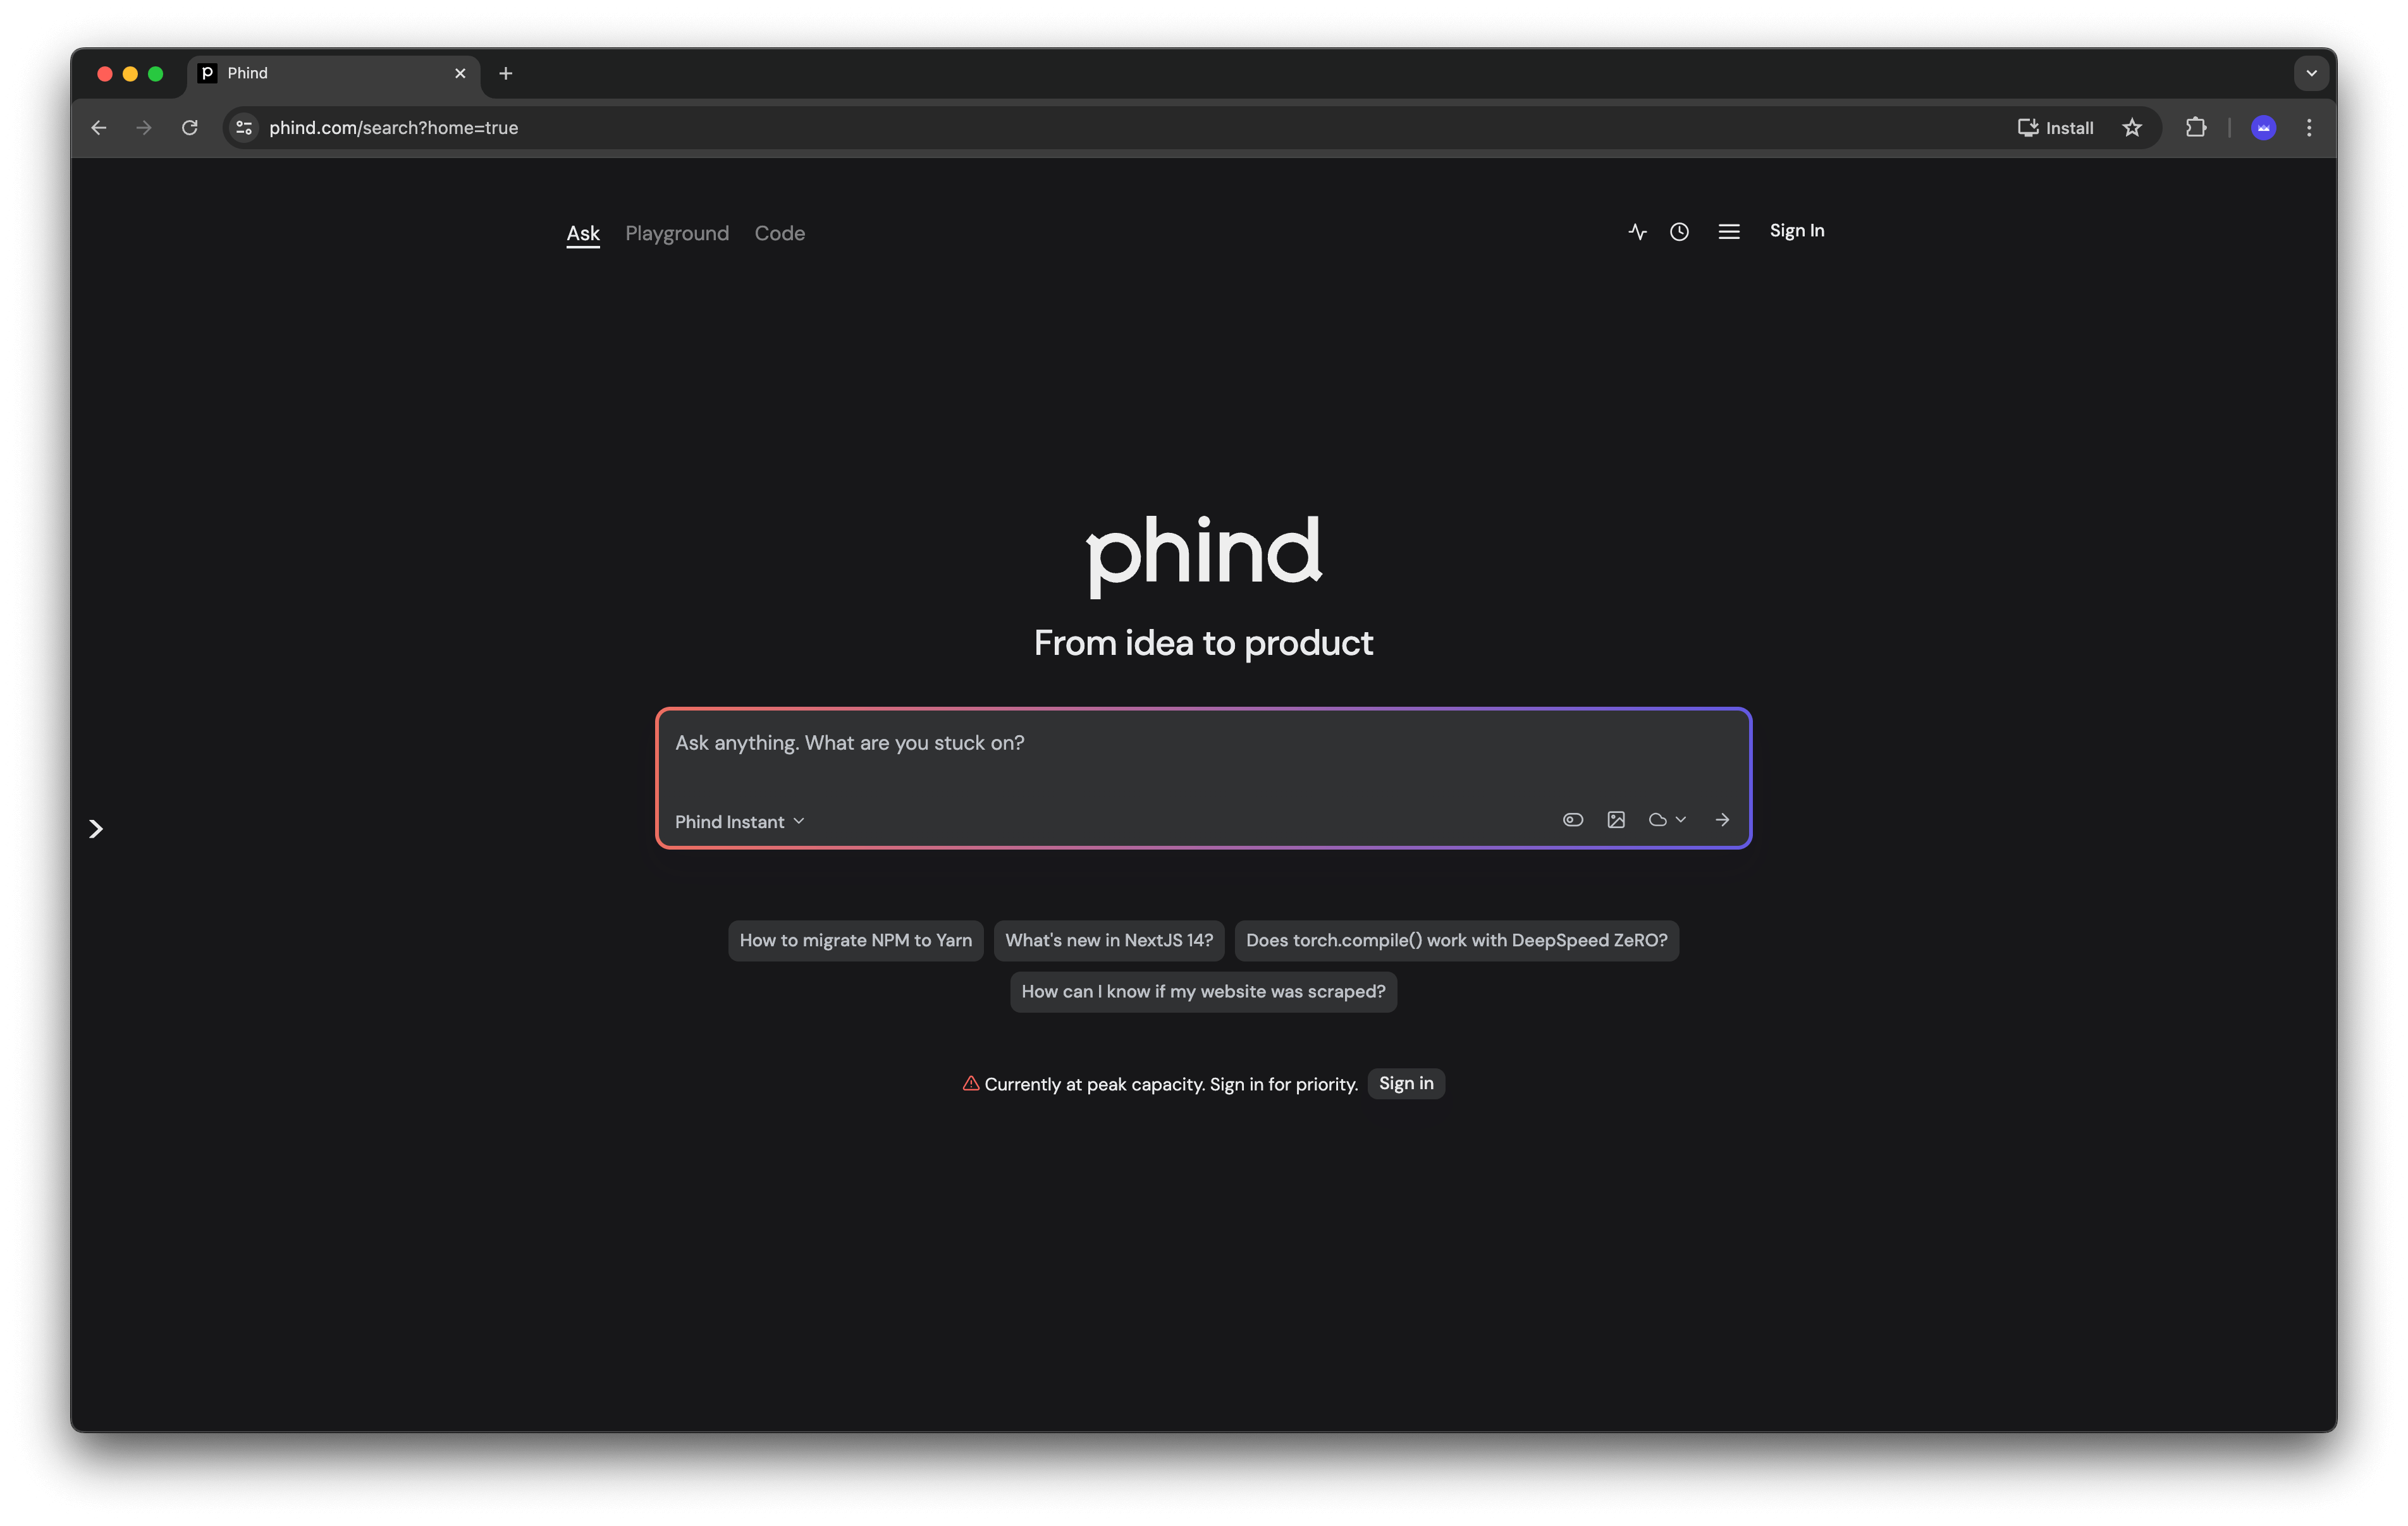 Phind
phind.com/search?home=true
Install
Ask Playground Code
Sign In
phind
From idea to product
Ask anything. What are you stuck on?
Phind Instant
How to migrate NPM to Yarn
What's new in NextJS 14?
Does torch.compile() work with DeepSpeed ZeRO?
How can I know if my website was scraped?
Currently at peak capacity. Sign in for priority. Sign in